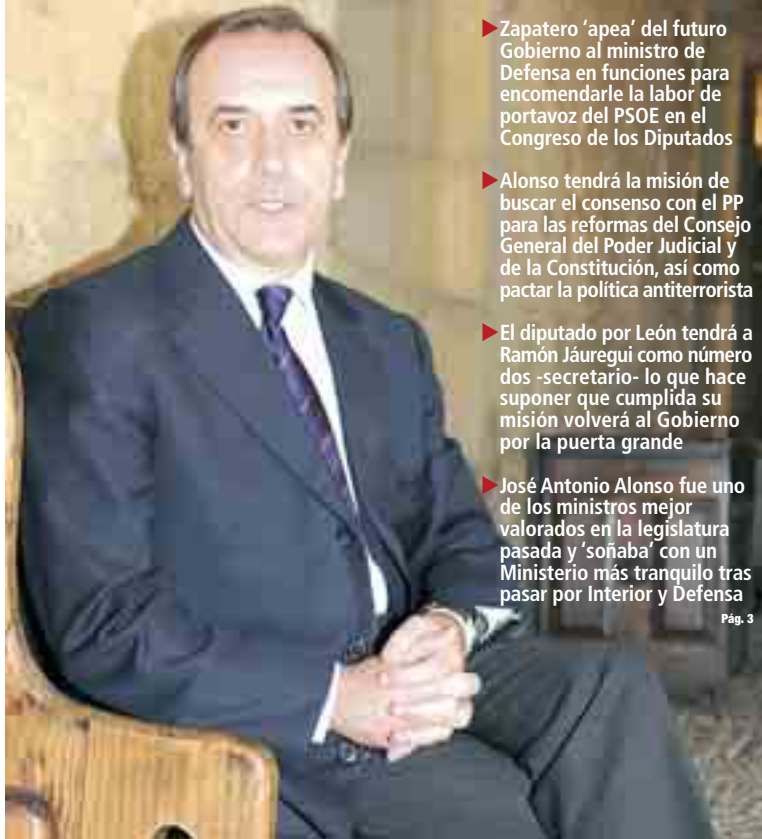 Zapatero ‘apea’ del futuro
Gobierno al ministro de
Defensa en funciones para
encomendarle la labor de
portavoz del PSOE en el
Congreso de los Diputados
Alonso tendrá la misión de
buscar el consenso con el PP
para las reformas del Consejo
General del Poder Judicial y
de la Constitución, así como
pactar la política antiterrorista
El diputado por León tendrá a
Ramón Jáuregui como número
dos -secretario- lo que hace
suponer que cumplida su
misión volverá al Gobierno
por la puerta grande
José Antonio Alonso fue uno
de los ministros mejor
valorados en la legislatura
pasada y ‘soñaba’ con un
Ministerio más tranquilo tras
pasar por Interior y Defensa
Pág. 3